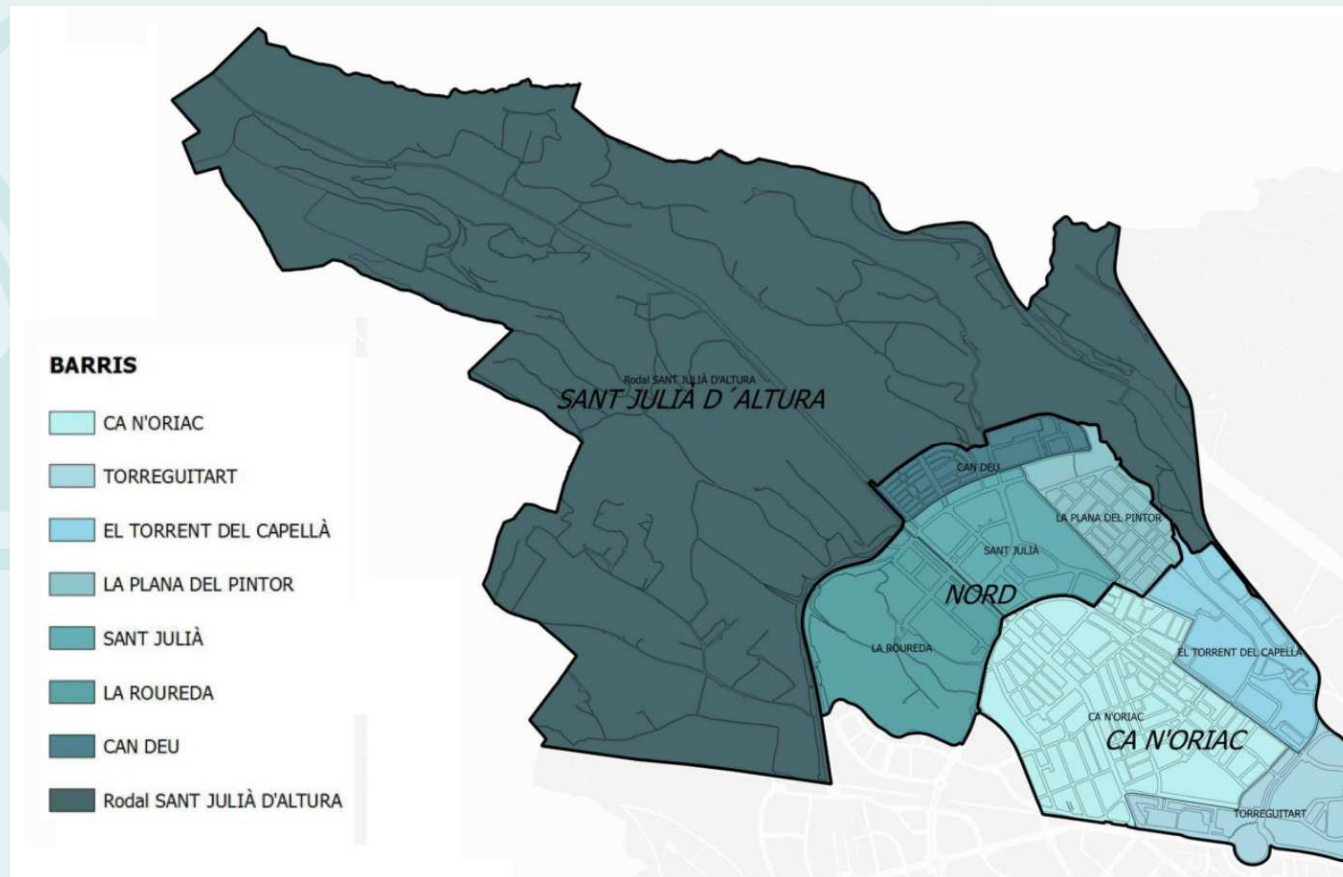 BARRIS
CA N'ORIAC
TORREGUITART
EL TORRENT DEL CAPELLÀ
LA PLANA DEL PINTOR
SANT JULIÀ
LA ROUREDA
CAN DEU
Rodal SANT JULIÀ D'ALTURA
Rodal SANT JULIÀ D'ALTURA
SANT JULIÀ D´ALTURA
CAN DEU
LA PLANA DEL PINTOR
SANT JULIÀ
NORD
LA ROUREDA
EL TORRENT DEL CAPELLÀ
CA N'ORIAC
CA N'ORIAC
TORREGUITART